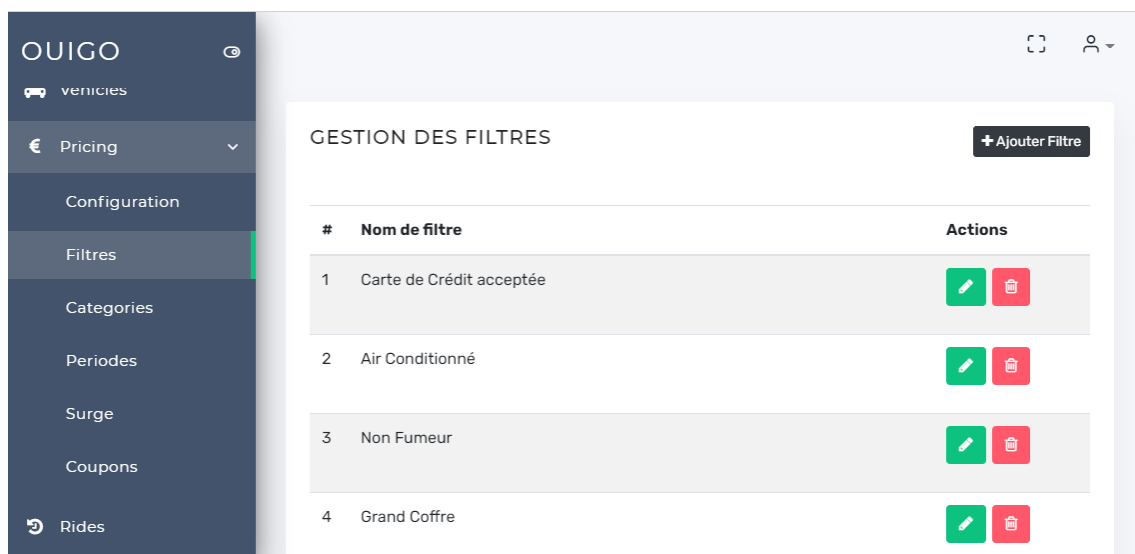 OUIGO
Vehicles
€ Pricing
Configuration
Filtres
Categories
Periodes
Surge
Coupons
Rides
GESTION DES FILTRES
+ Ajouter Filtre
# Nom de filtre Actions
1 Carte de Crédit acceptée
2 Air Conditionné
3 Non Fumeur
4 Grand Coffre